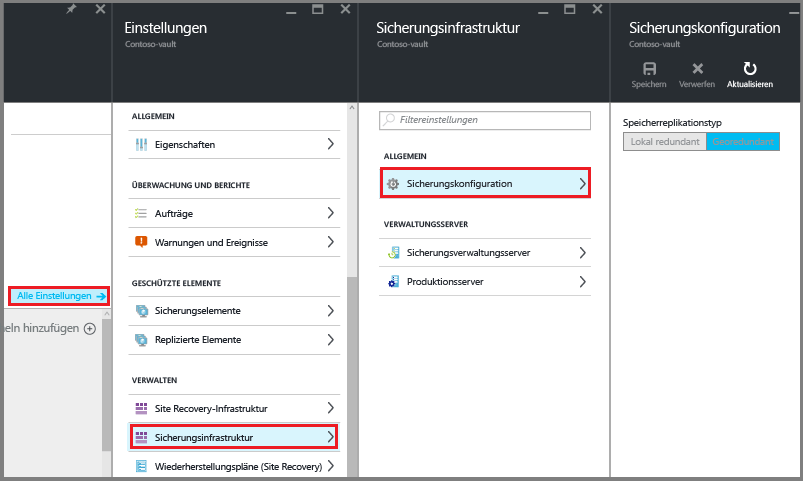 Alle Einstellungen
eln hinzufügen
Einstellungen
Contoso-vault
ALLGEMEIN
Eigenschaften
ÜBERWACHUNG UND BERICHTE
Aufträge
Warnungen und Ereignisse
GESCHÜTZTE ELEMENTE
Sicherungselemente
Replizierte Elemente
VERWALTEN
Site Recovery-Infrastruktur
Sicherungsinfrastruktur
Wiederherstellungspläne (Site Recovery)
Sicherungsinfrastruktur
Contoso-vault
Filtereinstellungen
ALLGEMEIN
Sicherungskonfiguration
VERWALTUNGSSERVER
Sicherungsverwaltungsserver
Produktionsserver
Sicherungskonfiguration
Contoso-vault
Speichern Verwerfen Aktualisieren
Speicherreplikationstyp
Lokal redundant Georedundant